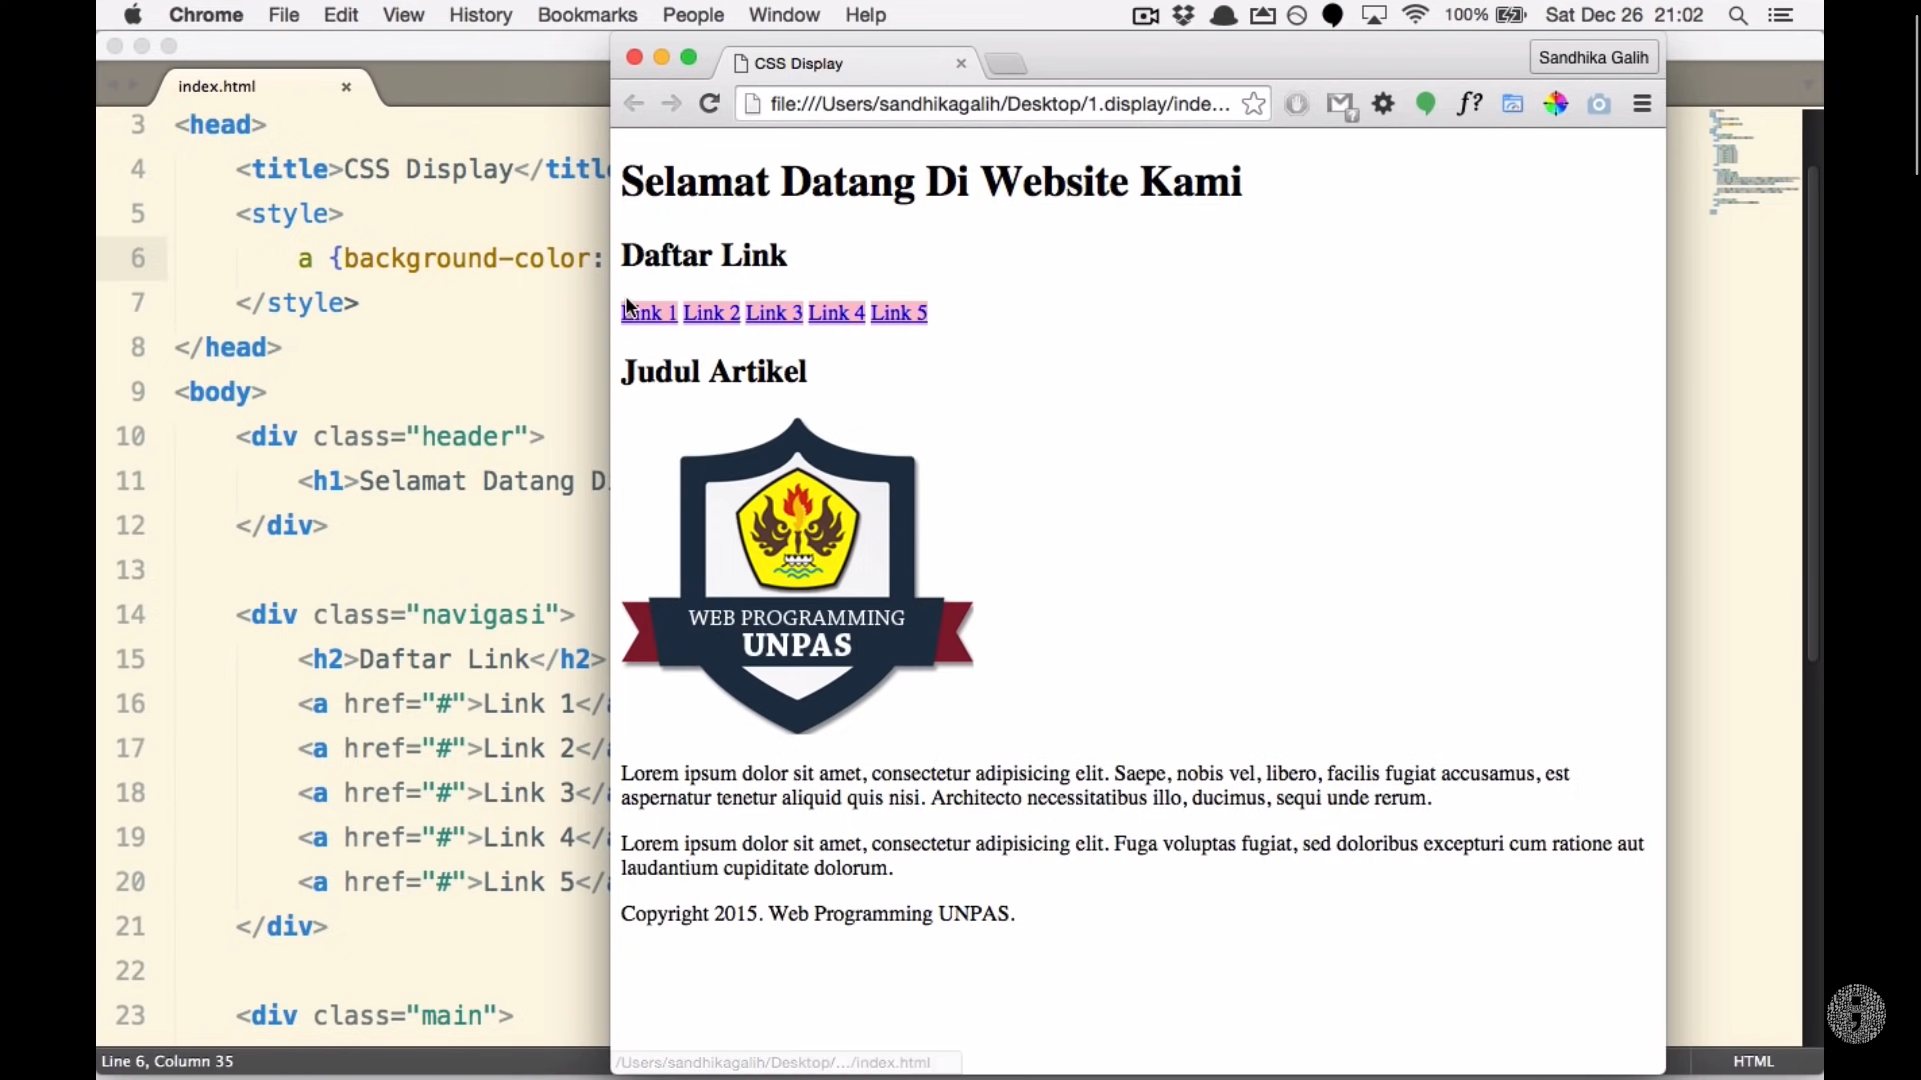 Chrome File Edit View History Bookmarks People Window Help 100% Sat Dec 26 21:02
index.html
3 <head>
4 <title>CSS Display</titl
5 <style>
6 a {background-color:
7 </style>
8 </head>
9 <body>
10 <div class="header">
11 <h1>Selamat Datang D
12 </div>
13
14 <div class="navigasi">
15 <h2>Daftar Link</h2>
16 <a href="#">Link 1</
17 <a href="#">Link 2</
18 <a href="#">Link 3</
19 <a href="#">Link 4</
20 <a href="#">Link 5</
21 </div>
22
23 <div class="main">
Line 6, Column 35
HTML
CSS Display
Sandhika Galih
file:///Users/sandhikagalih/Desktop/1.display/inde...
f?
Selamat Datang Di Website Kami
Daftar Link
Link 1 Link 2 Link 3 Link 4 Link 5
Judul Artikel
WEB PROGRAMMING
UNPAS
Lorem ipsum dolor sit amet, consectetur adipisicing elit. Saepe, nobis vel, libero, facilis fugiat accusamus, est
aspernatur tenetur aliquid quis nisi. Architecto necessitatibus illo, ducimus, sequi unde rerum.
Lorem ipsum dolor sit amet, consectetur adipisicing elit. Fuga voluptas fugiat, sed doloribus excepturi cum ratione aut
laudantium cupiditate dolorum.
Copyright 2015. Web Programming UNPAS.
/Users/sandhikagalih/Desktop/.../index.html